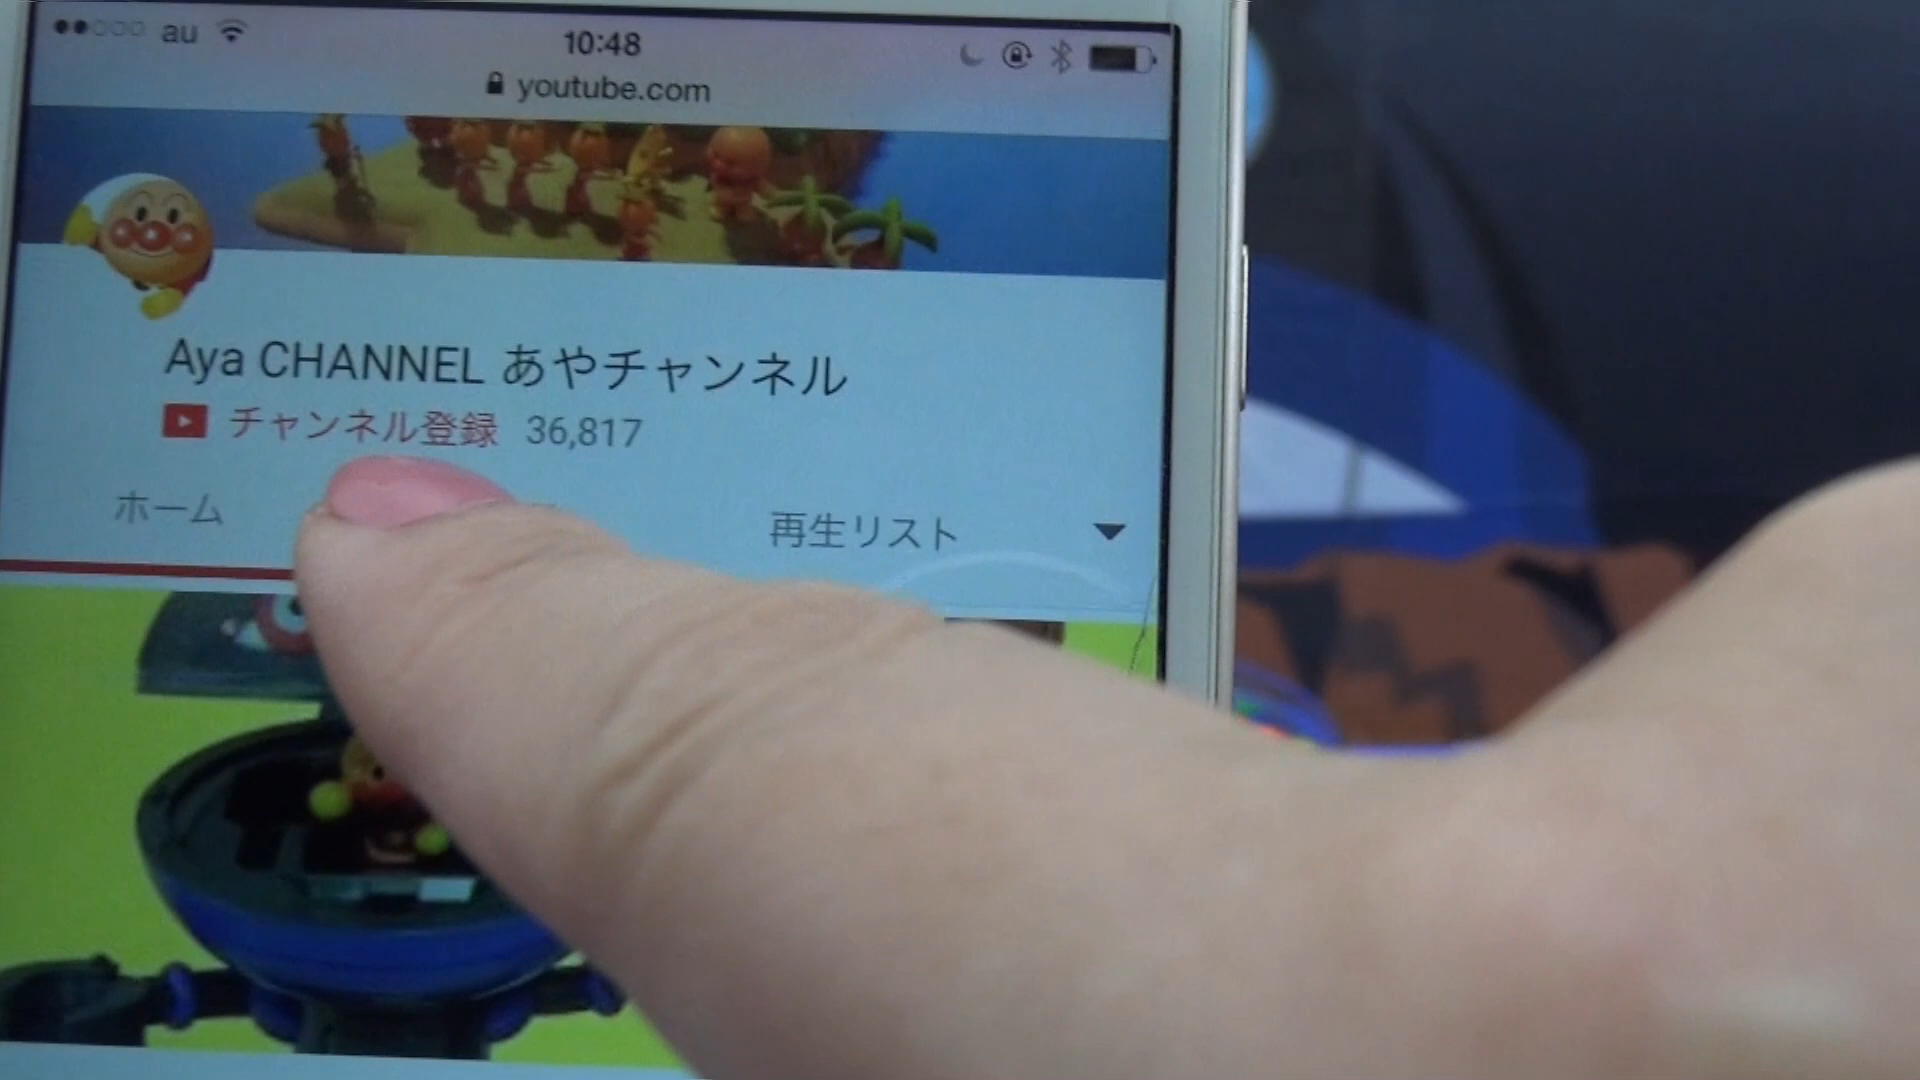 au 10:48
youtube.com
Aya CHANNEL あやチャンネル
チャンネル登録 36,817
ホーム 再生リスト